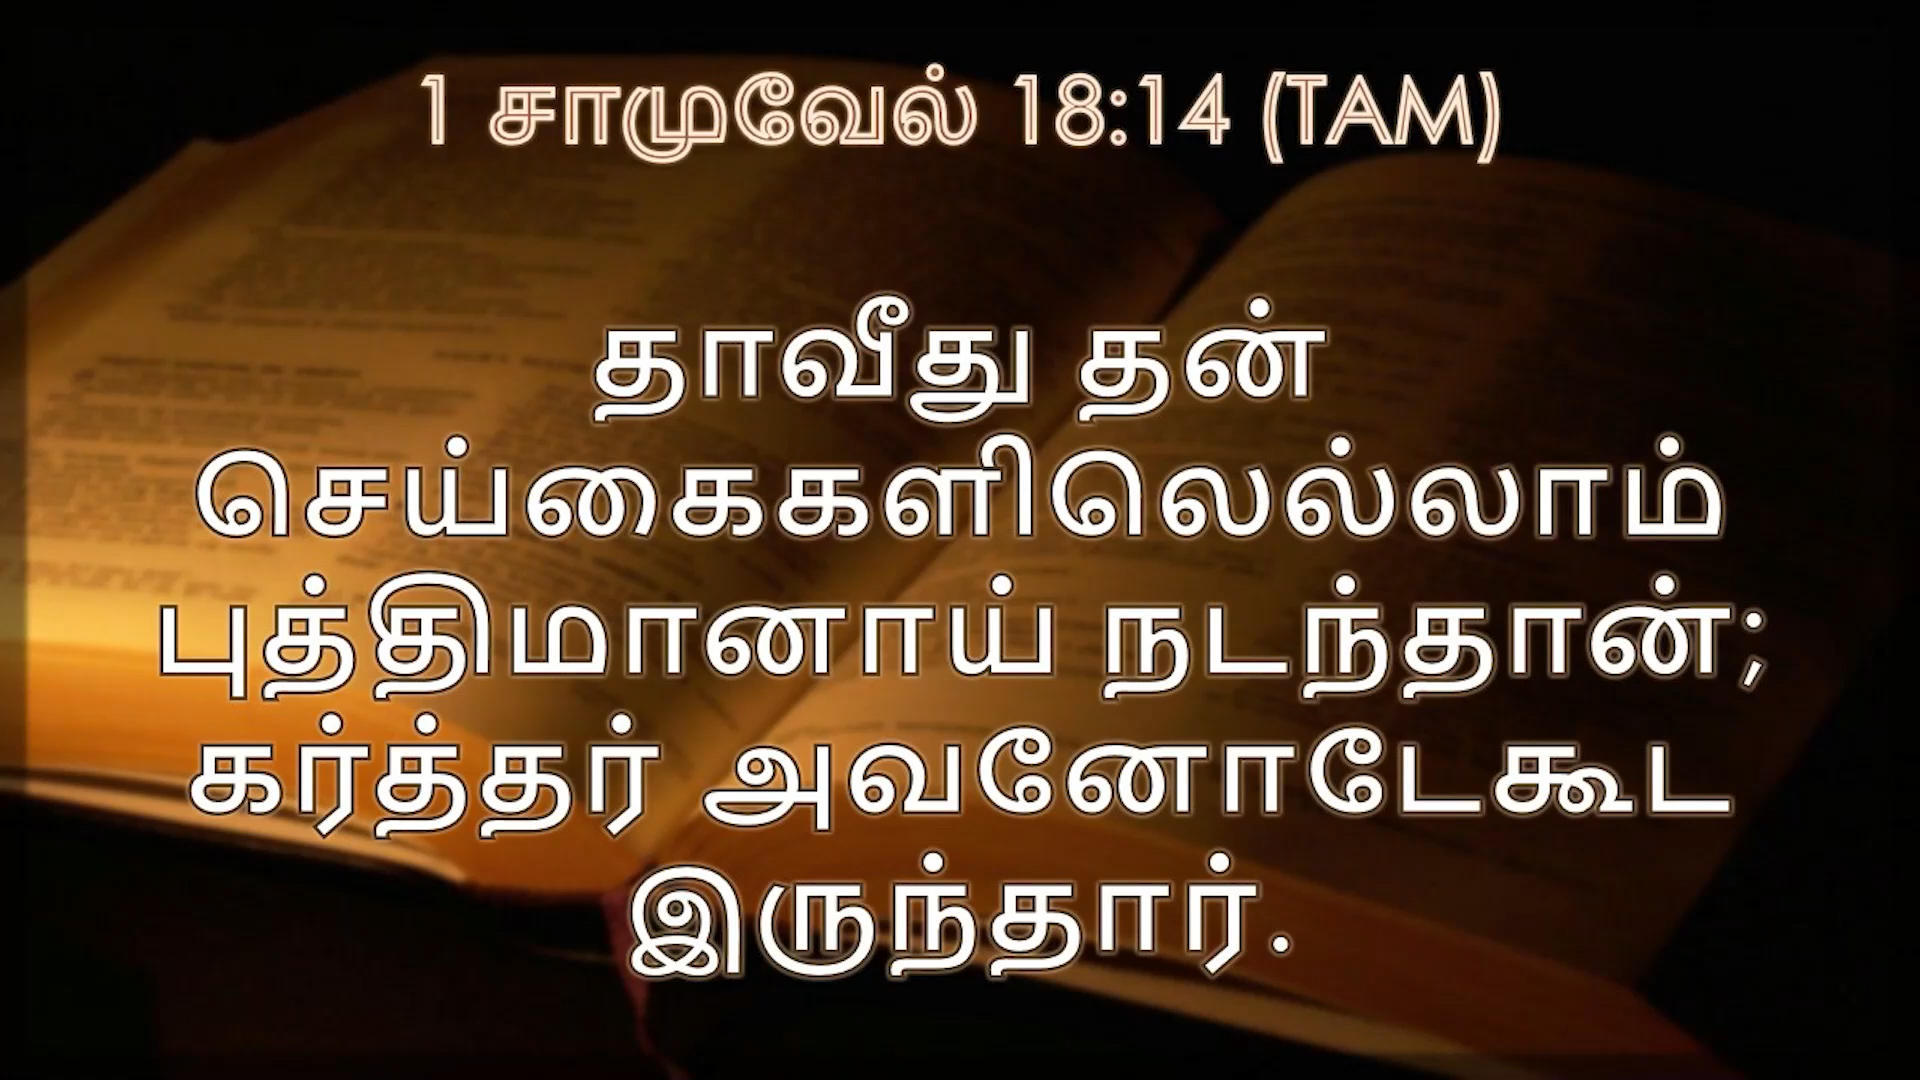 1 சாமுவேல் 18:14 (TAM)
தாவீது தன்
செய்கைகளிலெல்லாம்
புத்திமானாய் நடந்தான்;
கர்த்தர் அவனோடேகூட
இருந்தார்.